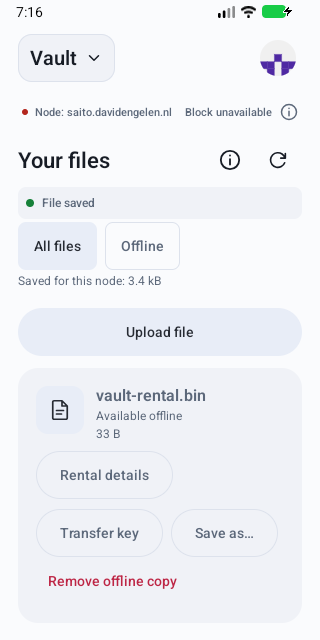 7:16
Vault
Node: saito.davidengelen.nl Block unavailable
Your files
File saved
All files Offline
Saved for this node: 3.4 kB
Upload file
vault-rental.bin
Available offline
33 B
Rental details
Transfer key Save as...
Remove offline copy